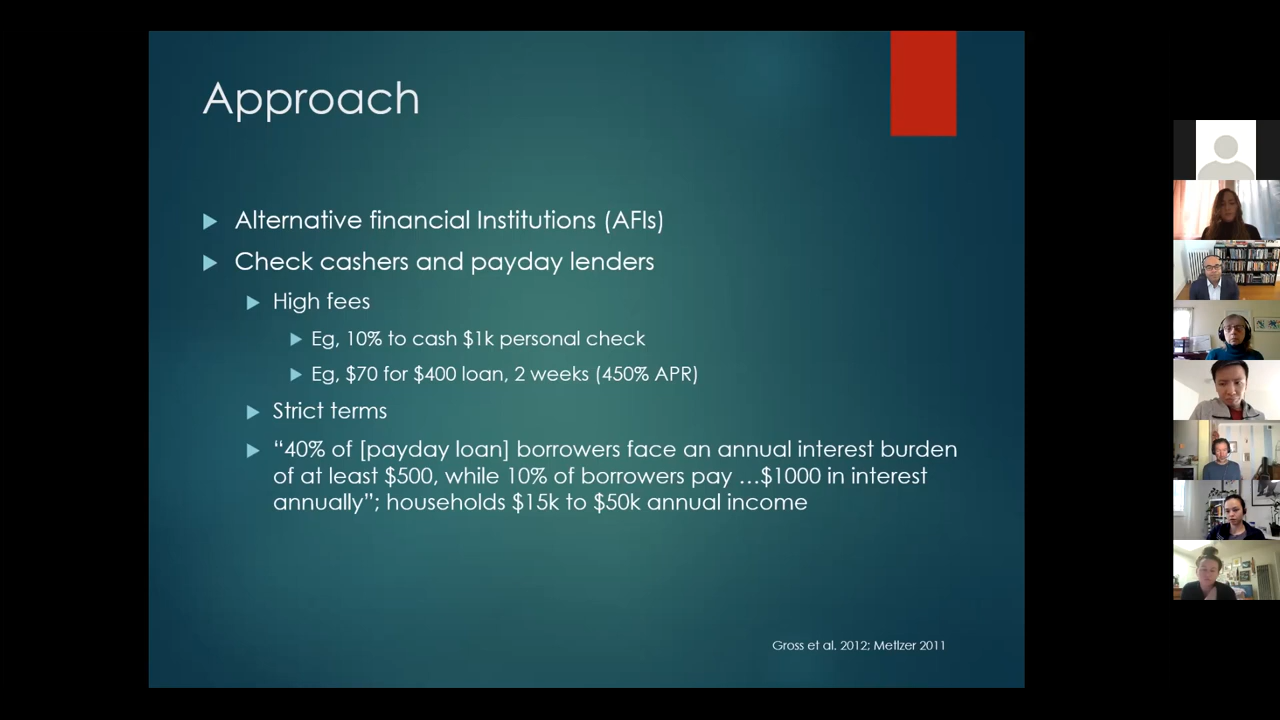 Approach
Alternative financial Institutions (AFIs)
Check cashers and payday lenders
High fees
Eg, 10% to cash $1k personal check
Eg, $70 for $400 loan, 2 weeks (450% APR)
Strict terms
“40% of [payday loan] borrowers face an annual interest burden
of at least $500, while 10% of borrowers pay …$1000 in interest
annually”; households $15k to $50k annual income
Gross et al. 2012; Metlzer 2011